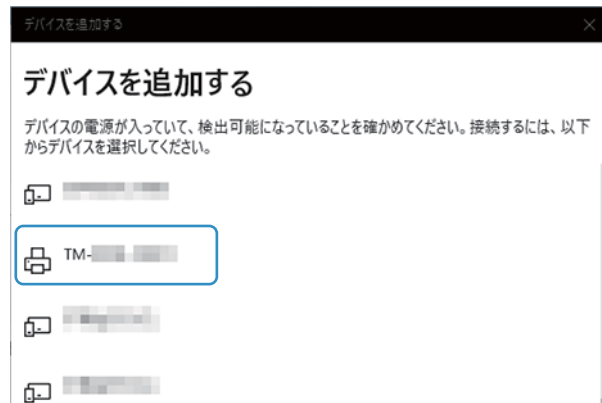 デバイスを追加する
デバイスを追加する
デバイスの電源が入っていて、検出可能になっていることを確かめてください。接続するには、以下
からデバイスを選択してください。
TM-